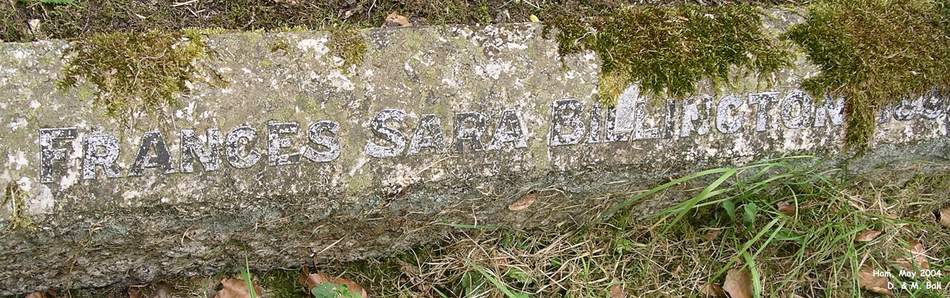 FRANCES SARA BILLINGTON
Ham, May 2004
D. & M. Ball